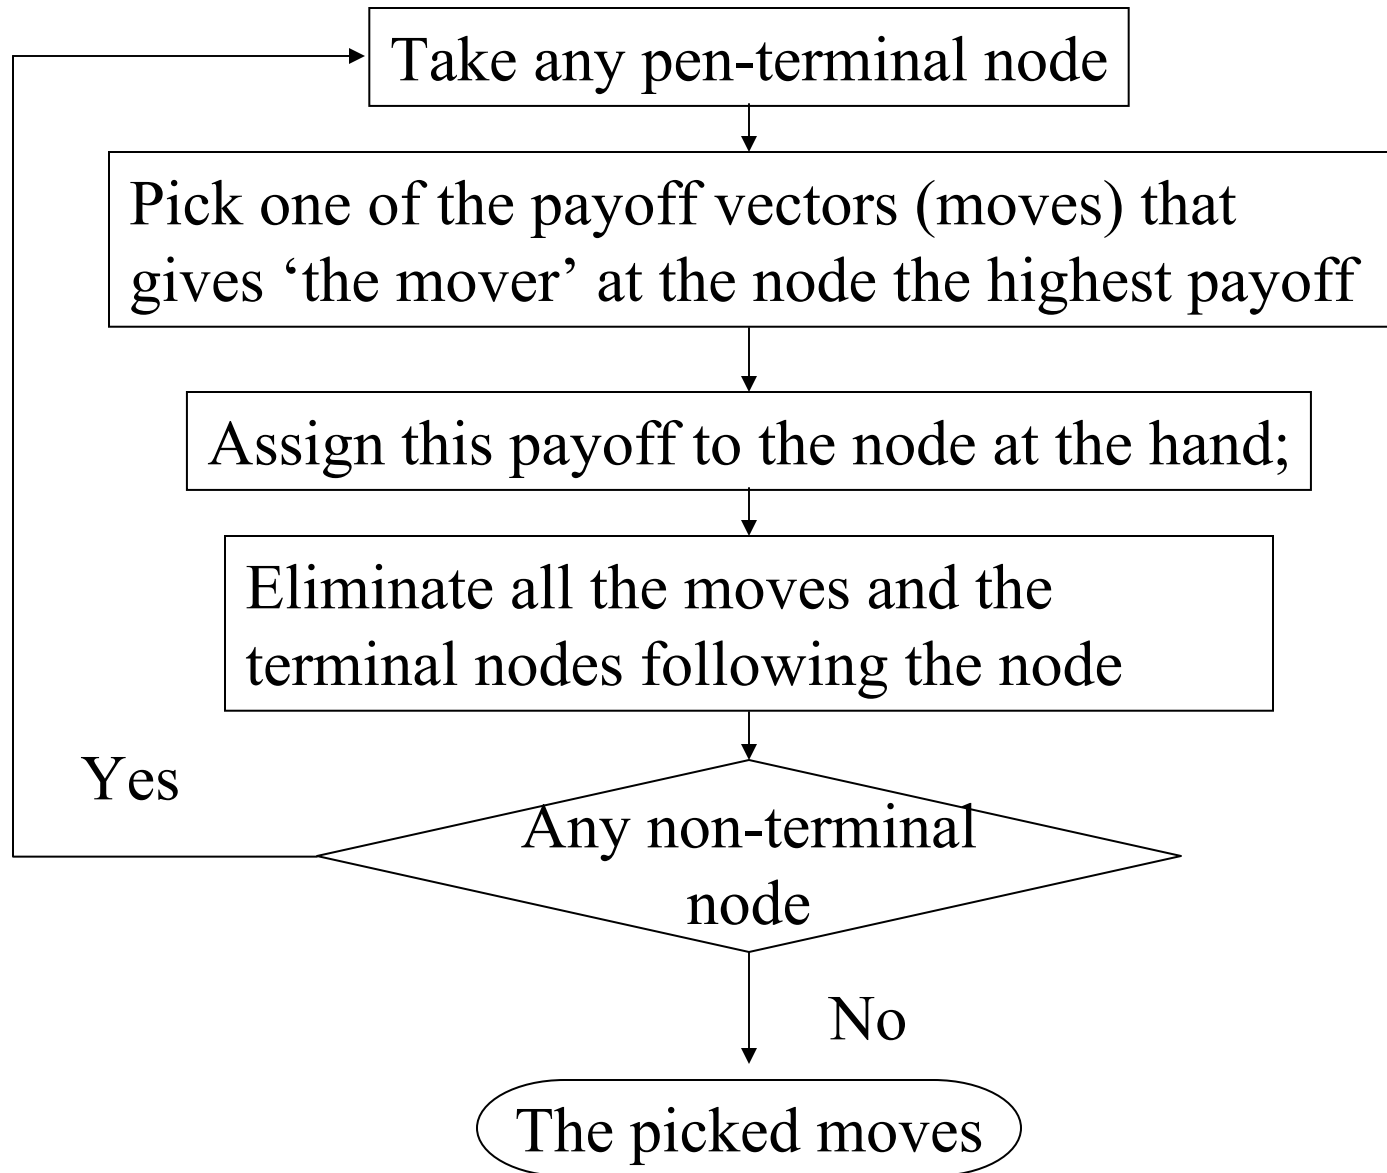 Take any pen-terminal node
Pick one of the payoff vectors (moves) that
gives ‘the mover’ at the node the highest payoff
Assign this payoff to the node at the hand;
Eliminate all the moves and the
terminal nodes following the node
Yes
Any non-terminal
node
No
The picked moves